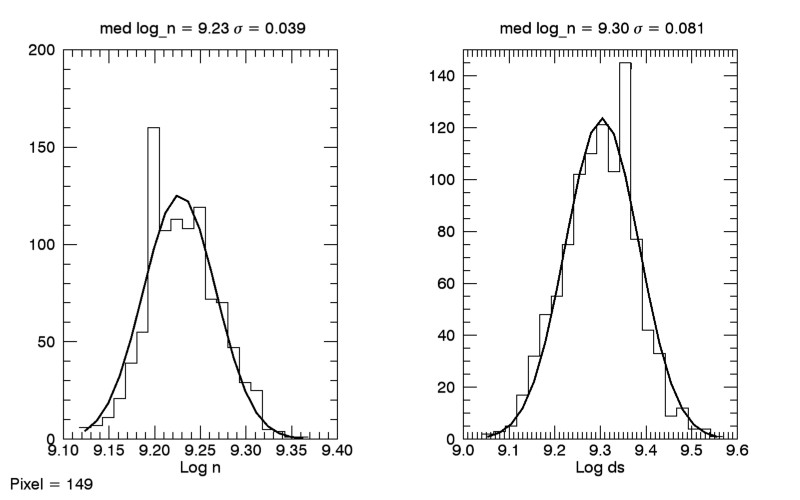 med log_n = 9.23 σ = 0.039
med log_n = 9.30 σ = 0.081
200
150
100
50
0
9.10 9.15 9.20 9.25 9.30 9.35 9.40
Log n
140
120
100
80
60
40
20
0
9.0 9.1 9.2 9.3 9.4 9.5 9.6
Log ds
Pixel = 149